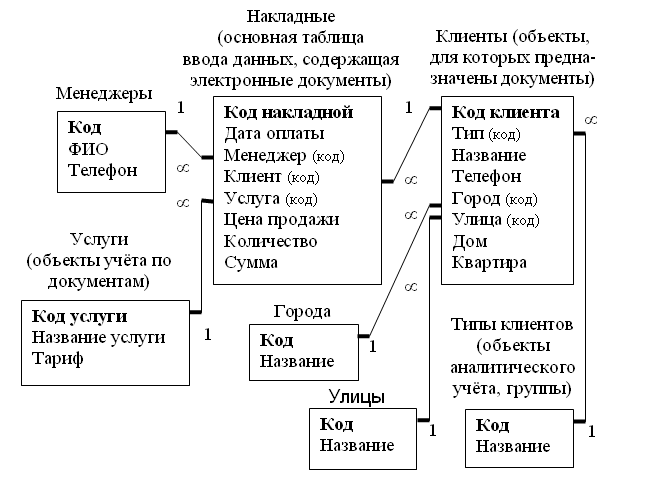 Накладные
(основная таблица
ввода данных, содержащая
электронные документы)
Клиенты (объекты,
для которых предна-
значены документы)
Менеджеры
1
1
∞
Код
ФИО
Телефон
∞
∞
Код накладной
Дата оплаты
Менеджер (код)
Клиент (код)
Услуга (код)
Цена продажи
Количество
Сумма
∞
∞
∞
Код клиента
Тип (код)
Название
Телефон
Город (код)
Улица (код)
Дом
Квартира
Услуги
(объекты учёта по
документам)
Код услуги
Название услуги
Тариф
1
Города
Код
Название
1
Типы клиентов
(объекты
аналитического
учёта, группы)
Улицы
Код
Название
1
Код
Название
1